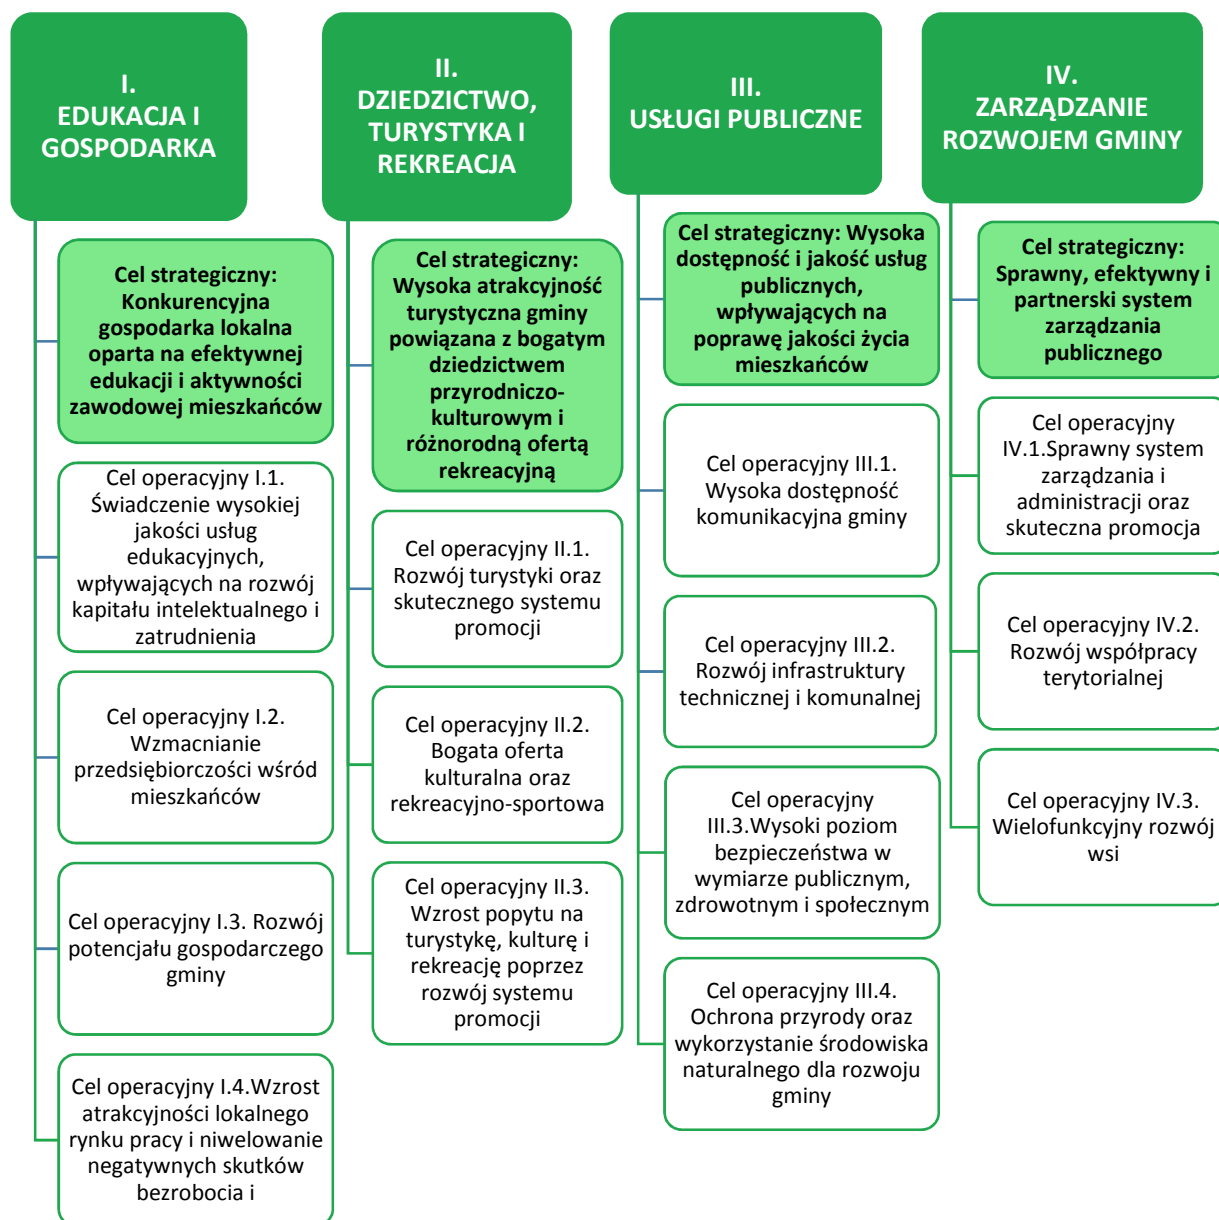 I.
EDUKACJA I
GOSPODARKA
Cel strategiczny:
Konkurencyjna
gospodarka lokalna
oparta na efektywnej
edukacji i aktywności
zawodowej mieszkańców
Cel operacyjny I.1.
Świadczenie wysokiej
jakości usług
edukacyjnych,
wpływających na rozwój
kapitału intelektualnego i
zatrudnienia
Cel operacyjny I.2.
Wzmacnianie
przedsiębiorczości wśród
mieszkańców
Cel operacyjny I.3. Rozwój
potencjału gospodarczego
gminy
Cel operacyjny I.4.Wzrost
atrakcyjności lokalnego
rynku pracy i niwelowanie
negatywnych skutków
bezrobocia i
II.
DZIEDZICTWO,
TURYSTYKA I
REKREACJA
Cel strategiczny:
Wysoka atrakcyjność
turystyczna gminy
powiązana z bogatym
dziedzictwem
przyrodniczo-
kulturowym i
różnorodną ofertą
rekreacyjną
Cel operacyjny II.1.
Rozwój turystyki oraz
skutecznego systemu
promocji
Cel operacyjny II.2.
Bogata oferta
kulturalna oraz
rekreacyjno-sportowa
Cel operacyjny II.3.
Wzrost popytu na
turystykę, kulturę i
rekreację poprzez
rozwój systemu
promocji
III.
USŁUGI PUBLICZNE
Cel strategiczny: Wysoka
dostępność i jakość usług
publicznych,
wpływających na
poprawę jakości życia
mieszkańców
Cel operacyjny III.1.
Wysoka dostępność
komunikacyjna gminy
Cel operacyjny III.2.
Rozwój infrastruktury
technicznej i komunalnej
Cel operacyjny
III.3.Wysoki poziom
bezpieczeństwa w
wymiarze publicznym,
zdrowotnym i społecznym
Cel operacyjny III.4.
Ochrona przyrody oraz
wykorzystanie środowiska
naturalnego dla rozwoju
gminy
IV.
ZARZĄDZANIE
ROZWOJEM GMINY
Cel strategiczny:
Sprawny, efektywny i
partnerski system
zarządzania
publicznego
Cel operacyjny
IV.1.Sprawny system
zarządzania i
administracji oraz
skuteczna promocja
Cel operacyjny IV.2.
Rozwój współpracy
terytorialnej
Cel operacyjny IV.3.
Wielofunkcyjny rozwój
wsi